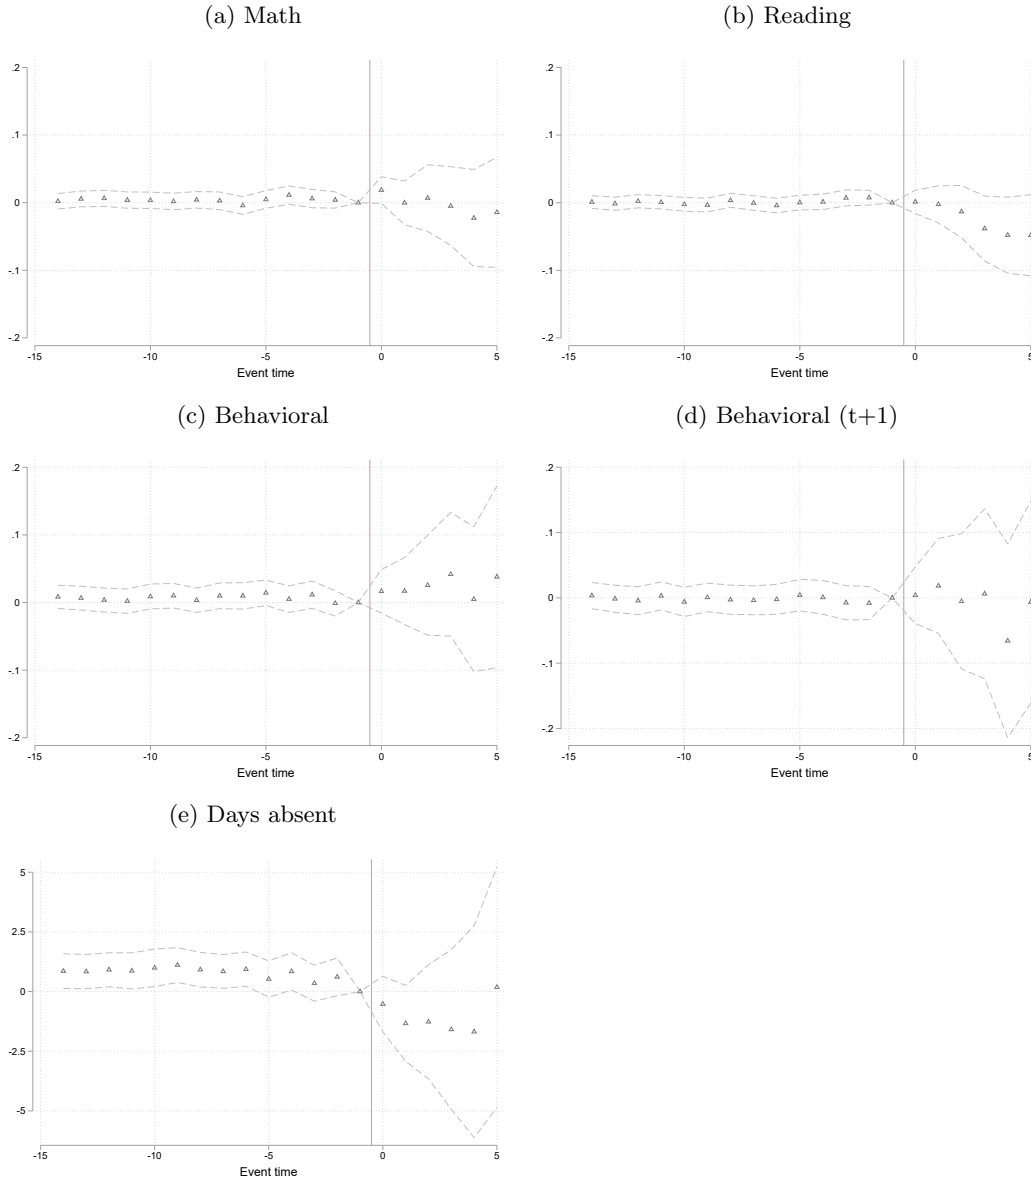 (a) Math
.2
.1
0
-.1
-.2
-15 -10 -5 0 5
Event time
(b) Reading
.2
.1
0
-.1
-.2
-15 -10 -5 0 5
Event time
(c) Behavioral
.2
.1
0
-.1
-.2
-15 -10 -5 0 5
Event time
(d) Behavioral (t+1)
.2
.1
0
-.1
-.2
-15 -10 -5 0 5
Event time
(e) Days absent
5
2.5
0
-2.5
-5
-15 -10 -5 0 5
Event time